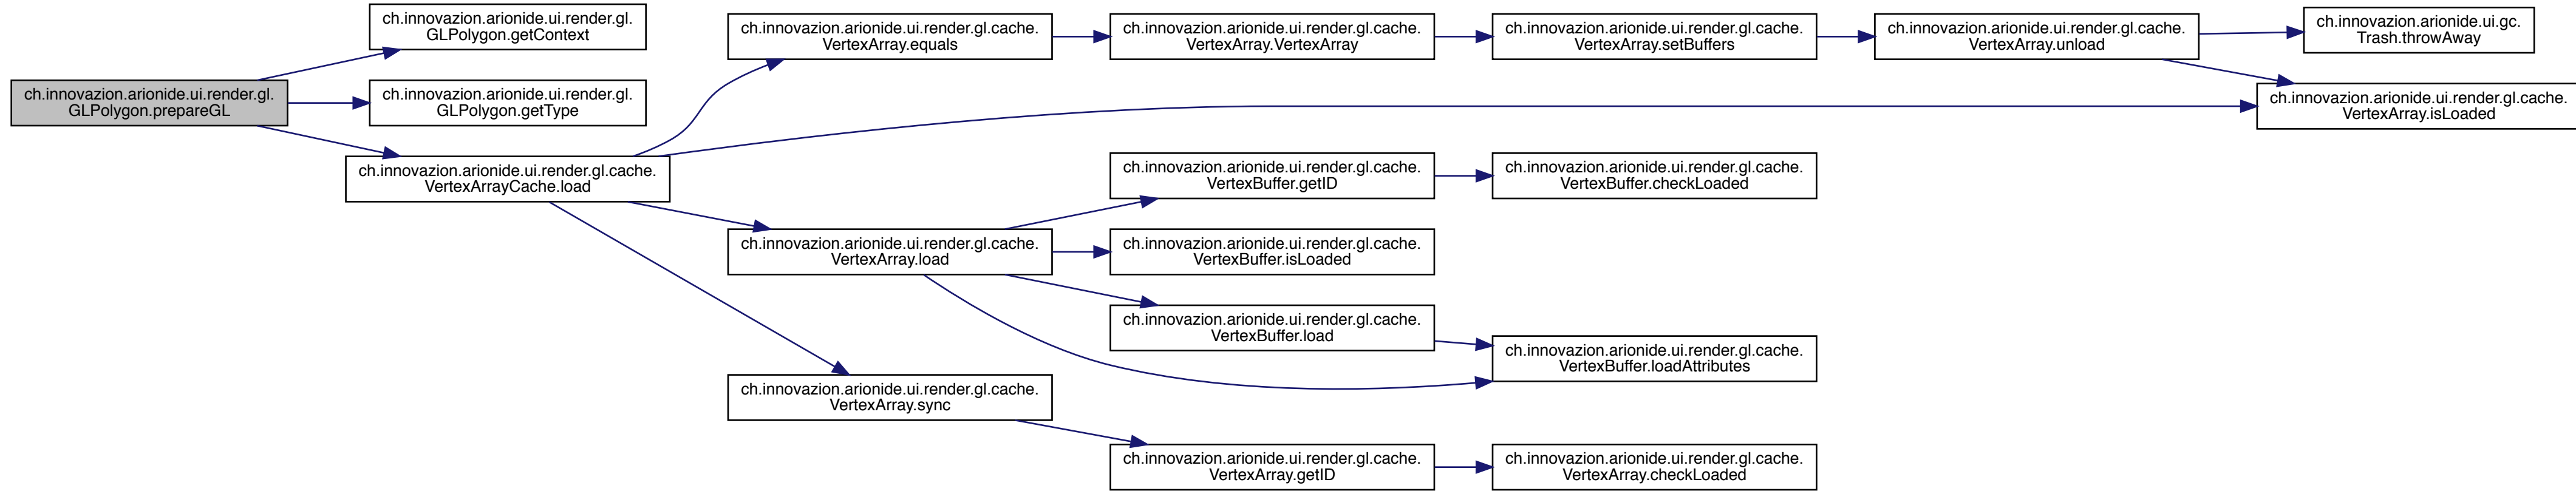 ch.innovazion.arionide.ui.render.gl.
GLPolygon.prepareGL
ch.innovazion.arionide.ui.render.gl.
GLPolygon.getContext
ch.innovazion.arionide.ui.render.gl.
GLPolygon.getType
ch.innovazion.arionide.ui.render.gl.cache.
VertexArrayCache.load
ch.innovazion.arionide.ui.render.gl.cache.
VertexArray.equals
ch.innovazion.arionide.ui.render.gl.cache.
VertexArray.VertexArray
ch.innovazion.arionide.ui.render.gl.cache.
VertexArray.setBuffers
ch.innovazion.arionide.ui.render.gl.cache.
VertexArray.unload
ch.innovazion.arionide.ui.gc.
Trash.throwAway
ch.innovazion.arionide.ui.render.gl.cache.
VertexArray.isLoaded
ch.innovazion.arionide.ui.render.gl.cache.
VertexArray.load
ch.innovazion.arionide.ui.render.gl.cache.
VertexBuffer.getID
ch.innovazion.arionide.ui.render.gl.cache.
VertexBuffer.checkLoaded
ch.innovazion.arionide.ui.render.gl.cache.
VertexBuffer.isLoaded
ch.innovazion.arionide.ui.render.gl.cache.
VertexBuffer.load
ch.innovazion.arionide.ui.render.gl.cache.
VertexBuffer.loadAttributes
ch.innovazion.arionide.ui.render.gl.cache.
VertexArray.sync
ch.innovazion.arionide.ui.render.gl.cache.
VertexArray.getID
ch.innovazion.arionide.ui.render.gl.cache.
VertexArray.checkLoaded